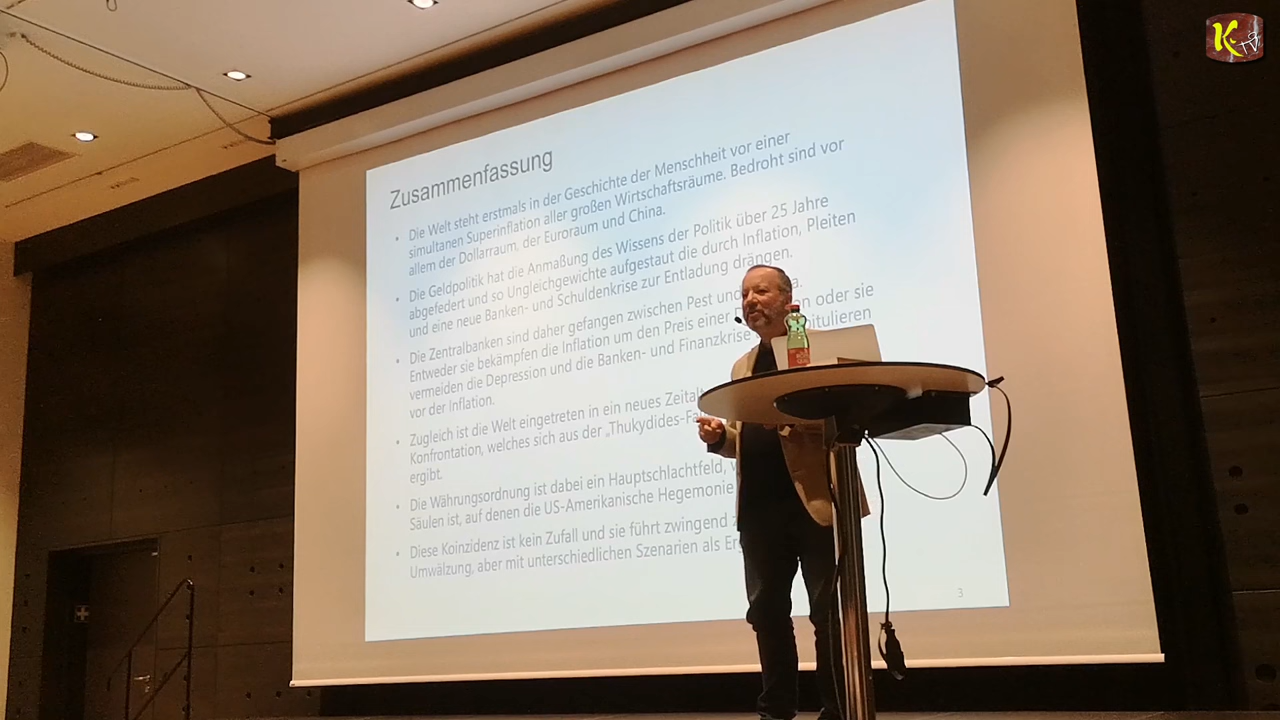 Zusammenfassung
• Die Welt steht erstmals in der Geschichte der Menschheit vor einer
simultanen Superinflation aller großen Wirtschaftsräume. Bedroht sind vor
allem der Dollarraum, der Euroraum und China.
• Die Geldpolitik hat die Anmaßung des Wissens der Politik über 25 Jahre
abgefedert und so Ungleichgewichte aufgestaut die durch Inflation, Pleiten
und eine neue Banken- und Schuldenkrise zur Entladung drängen.
• Die Zentralbanken sind daher gefangen zwischen Pest und
Entweder sie bekämpfen die Inflation um den Preis einer oder sie
vermeiden die Depression und die Banken- und Finanzkrise
vor der Inflation.
• Zugleich ist die Welt eingetreten in ein neues
Konfrontation, welches sich aus der
ergibt.
• Die Währungsordnung ist dabei ein Hauptschlachtfeld,
Säulen ist, auf denen die US-Amerikanische Hegemonie
• Diese Koinzidenz ist kein Zufall und sie führt zwingend
Umwälzung, aber mit unterschiedlichen Szenarien als
3